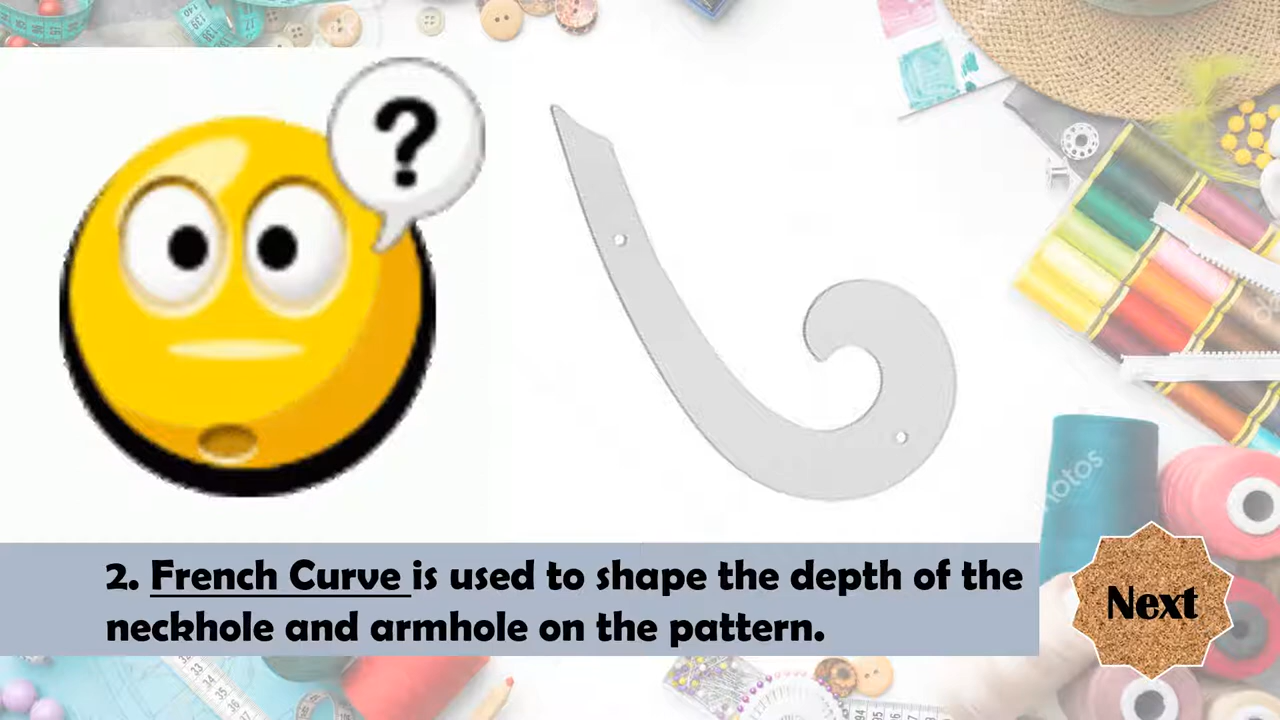 ?
2. French Curve is used to shape the depth of the
neckhole and armhole on the pattern.
Next